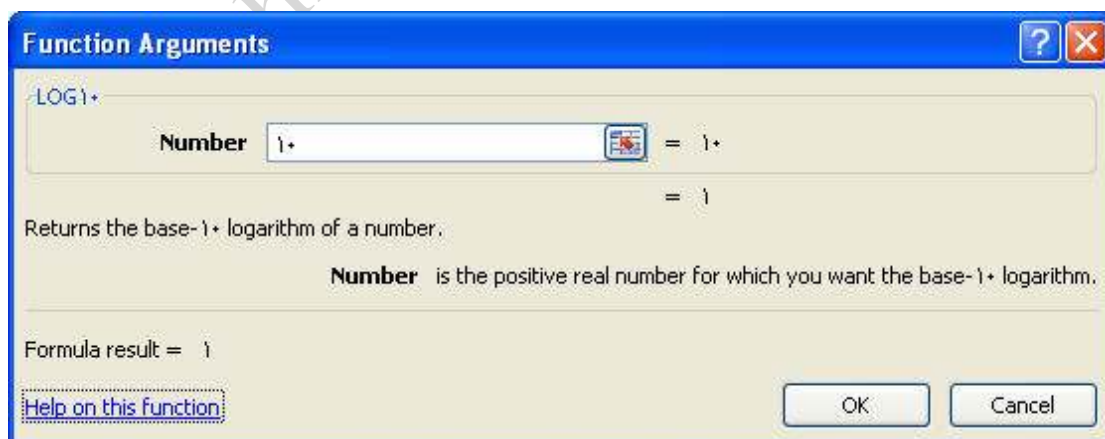 Function Arguments
LOG۱۰
Number ۱۰ = ۱۰
= ۱
Returns the base-۱۰ logarithm of a number.
Number is the positive real number for which you want the base-۱۰ logarithm.
Formula result = ۱
Help on this function
OK Cancel